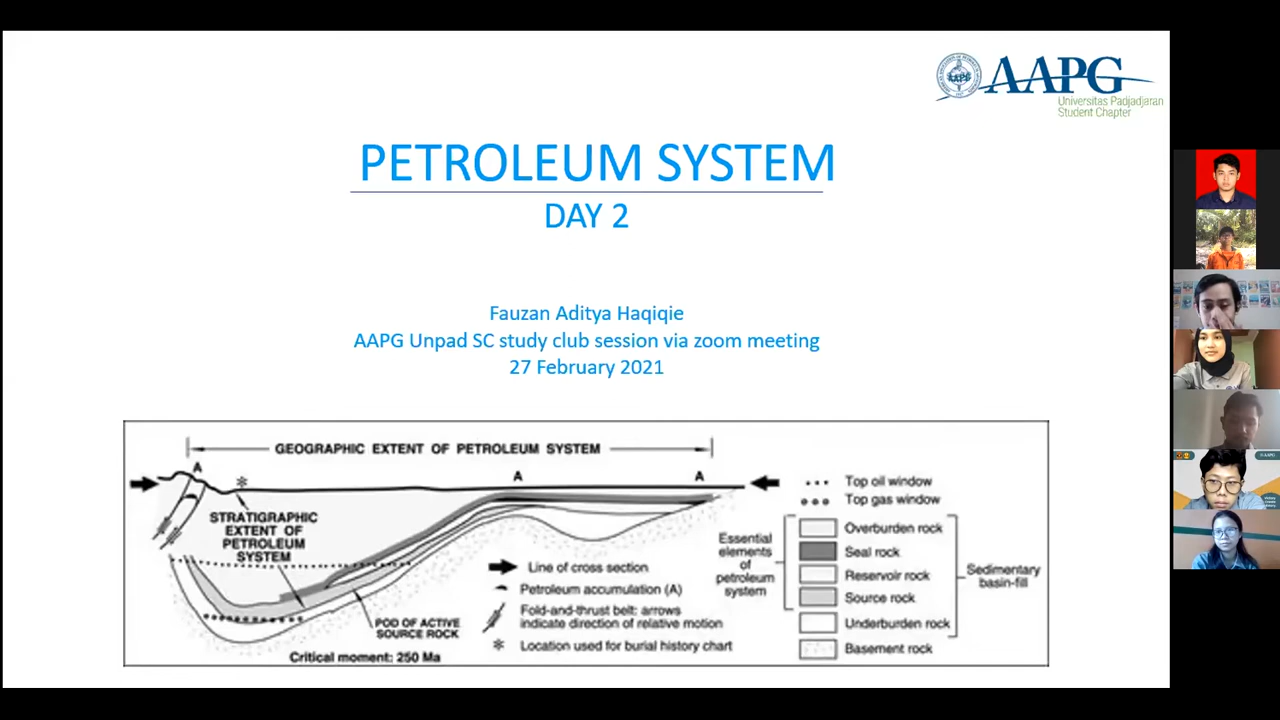 AAPG
Universitas Padjadjaran
Student Chapter
PETROLEUM SYSTEM
DAY 2
Fauzan Aditya Haqiqie
AAPG Unpad SC study club session via zoom meeting
27 February 2021
GEOGRAPHIC EXTENT OF PETROLEUM SYSTEM
A
A
A
STRATIGRAPHIC
EXTENT OF
PETROLEUM
SYSTEM
POD OF ACTIVE
SOURCE ROCK
Critical moment: 250 Ma
Line of cross section
Petroleum accumulation (A)
Fold-and-thrust belt: arrows
indicate direction of relative motion
Location used for burial history chart
Top oil window
Top gas window
Essential
elements
of
petroleum
system
Overburden rock
Seal rock
Reservoir rock
Source rock
Underburden rock
Basement rock
Sedimentary
basin-fill